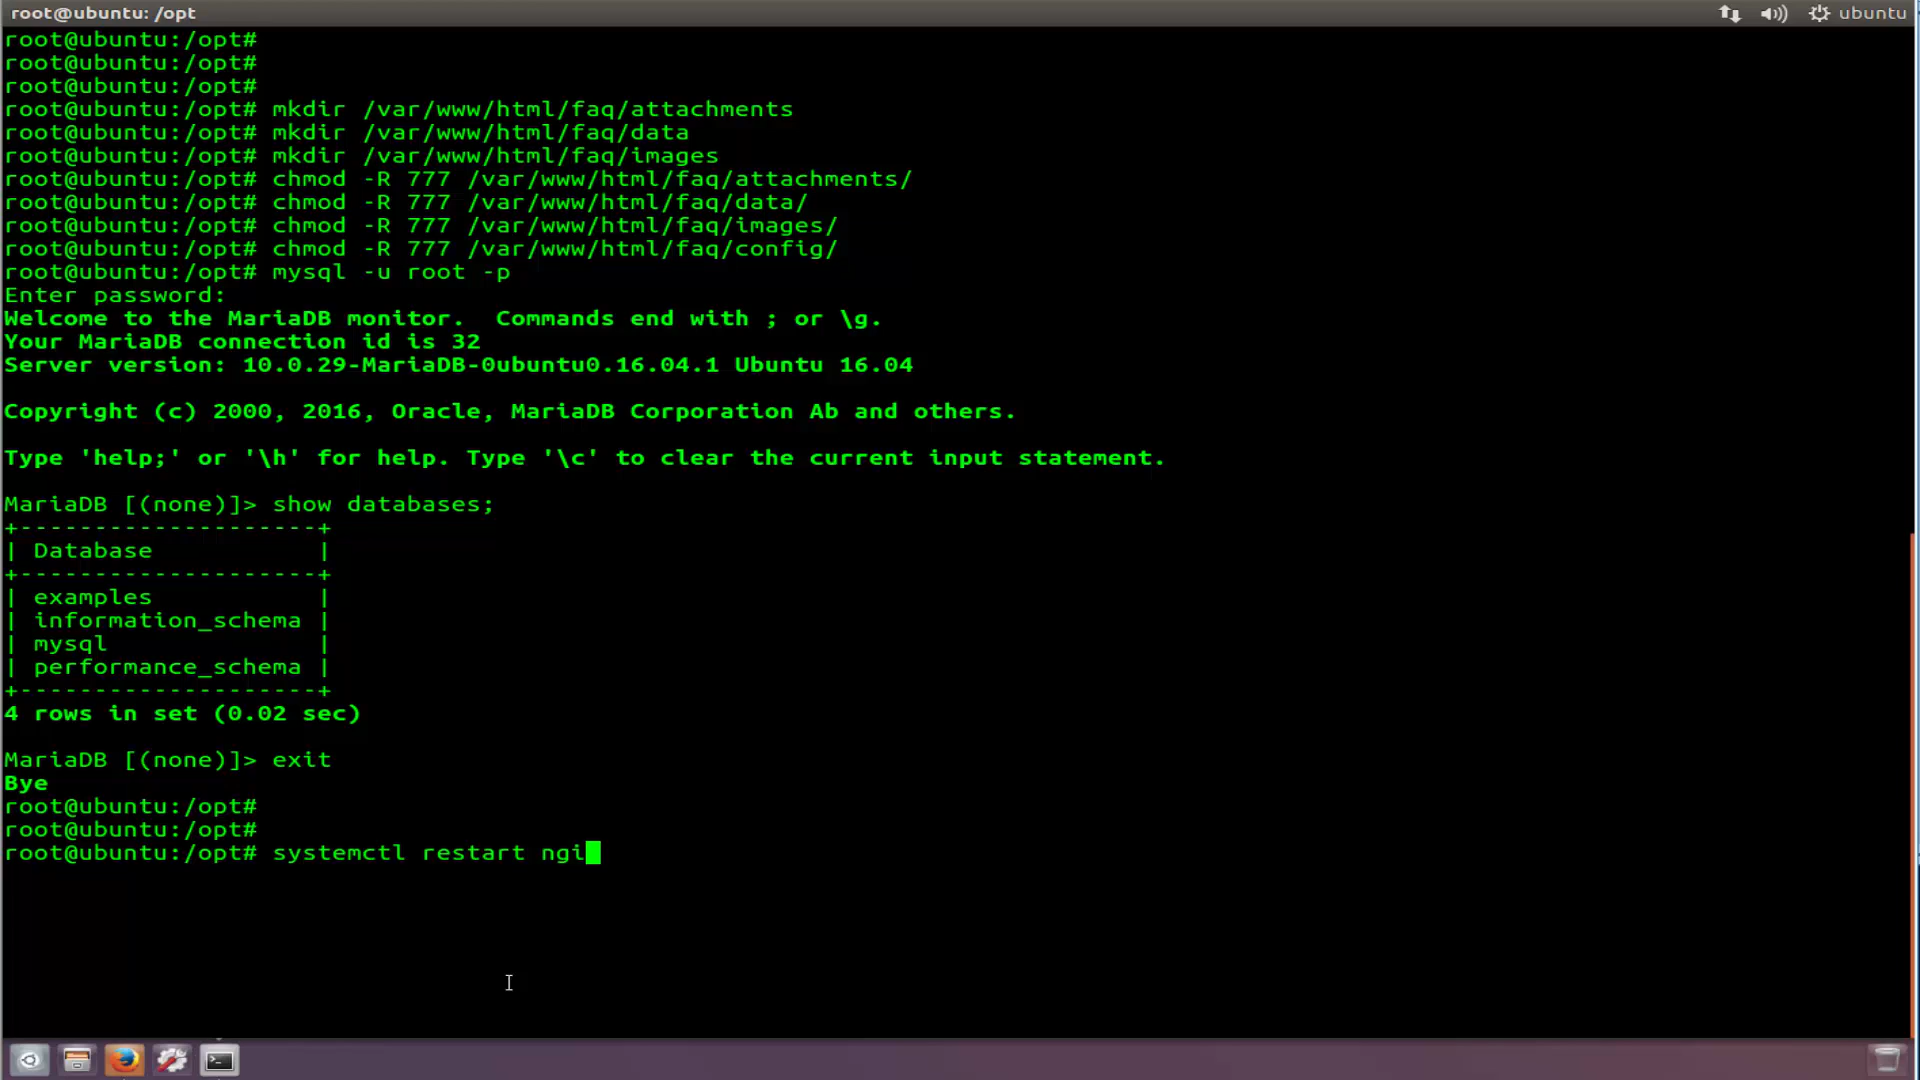 root@ubuntu: /opt
ubuntu
root@ubuntu:/opt#
root@ubuntu:/opt#
root@ubuntu:/opt#
root@ubuntu:/opt# mkdir /var/www/html/faq/attachments
root@ubuntu:/opt# mkdir /var/www/html/faq/data
root@ubuntu:/opt# mkdir /var/www/html/faq/images
root@ubuntu:/opt# chmod -R 777 /var/www/html/faq/attachments/
root@ubuntu:/opt# chmod -R 777 /var/www/html/faq/data/
root@ubuntu:/opt# chmod -R 777 /var/www/html/faq/images/
root@ubuntu:/opt# chmod -R 777 /var/www/html/faq/config/
root@ubuntu:/opt# mysql -u root -p
Enter password:
Welcome to the MariaDB monitor.  Commands end with ; or \g.
Your MariaDB connection id is 32
Server version: 10.0.29-MariaDB-0ubuntu0.16.04.1 Ubuntu 16.04
Copyright (c) 2000, 2016, Oracle, MariaDB Corporation Ab and others.
Type 'help;' or '\h' for help. Type '\c' to clear the current input statement.
MariaDB [(none)]> show databases;
+--------------------+
| Database           |
+--------------------+
| examples           |
| information_schema |
| mysql              |
| performance_schema |
+--------------------+
4 rows in set (0.02 sec)
MariaDB [(none)]> exit
Bye
root@ubuntu:/opt#
root@ubuntu:/opt#
root@ubuntu:/opt# systemctl restart ngi